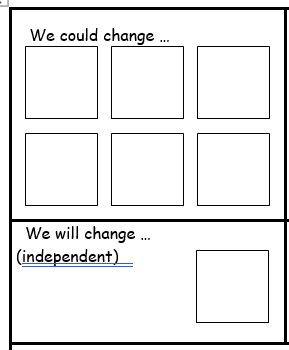 We could change ...
We will change ...
(independent)